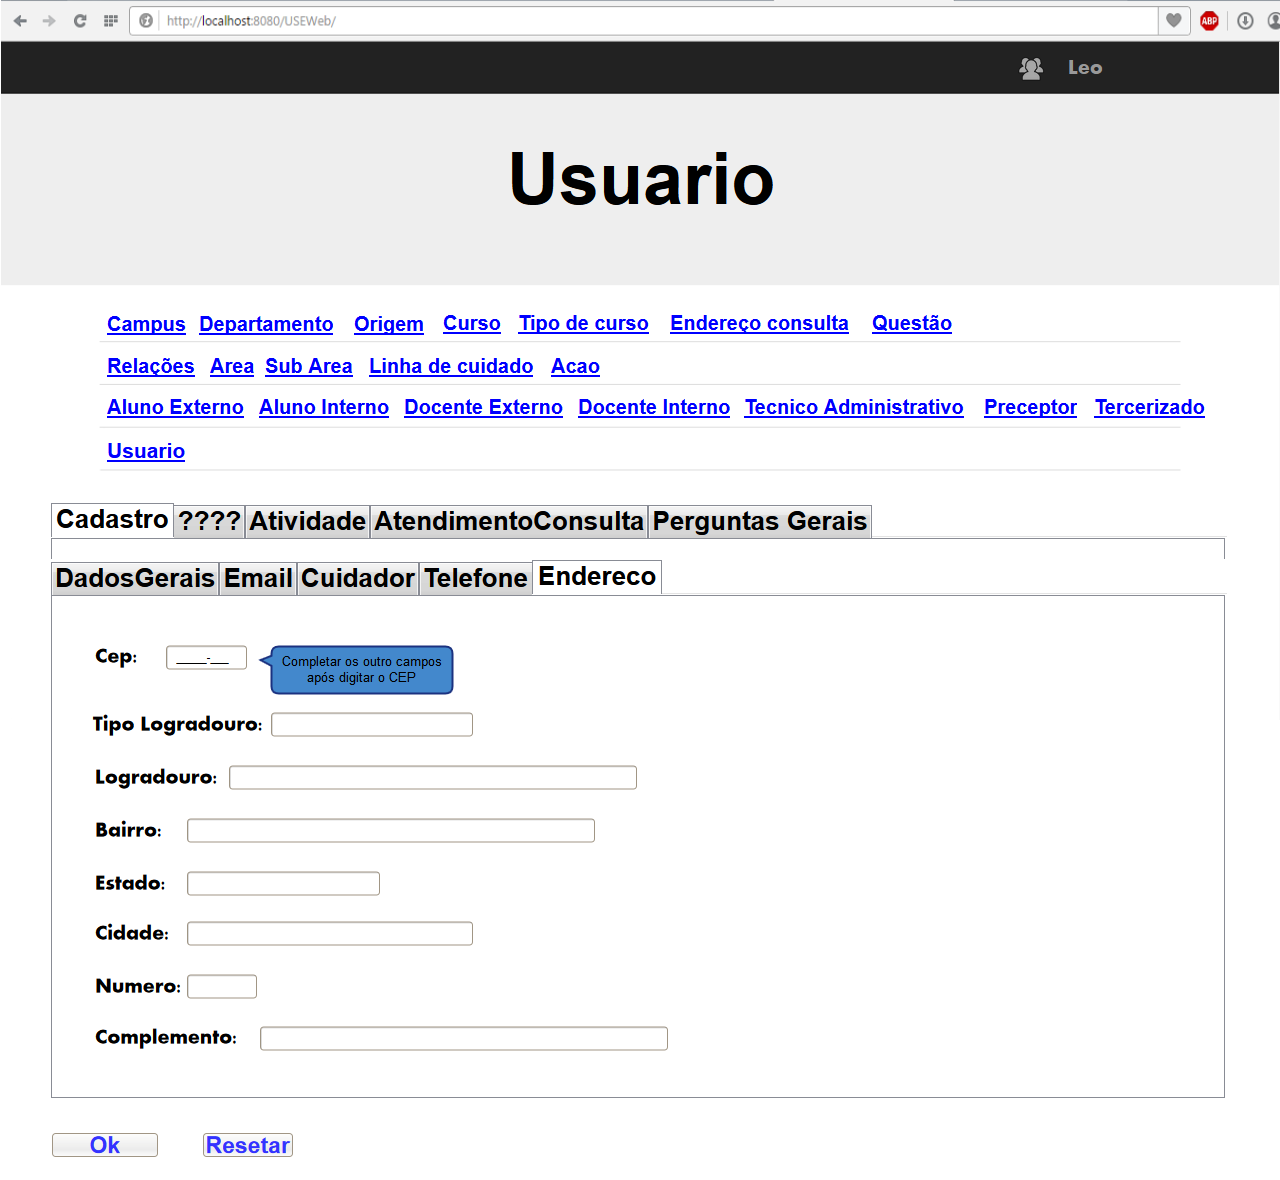 http://localhost:8080/USEWeb/
ABP
Leo
Usuario
Campus Departamento Origem Curso Tipo de curso Endereço consulta Questão
Relações Area Sub Area Linha de cuidado Acao
Aluno Externo Aluno Interno Docente Externo Docente Interno Tecnico Administrativo Preceptor Tercerizado
Usuario
Cadastro ???? Atividade AtendimentoConsulta Perguntas Gerais
DadosGerais Email Cuidador Telefone Endereco
Cep: ____-__
Completar os outro campos
após digitar o CEP
Tipo Logradouro:
Logradouro:
Bairro:
Estado:
Cidade:
Numero:
Complemento:
Ok Resetar